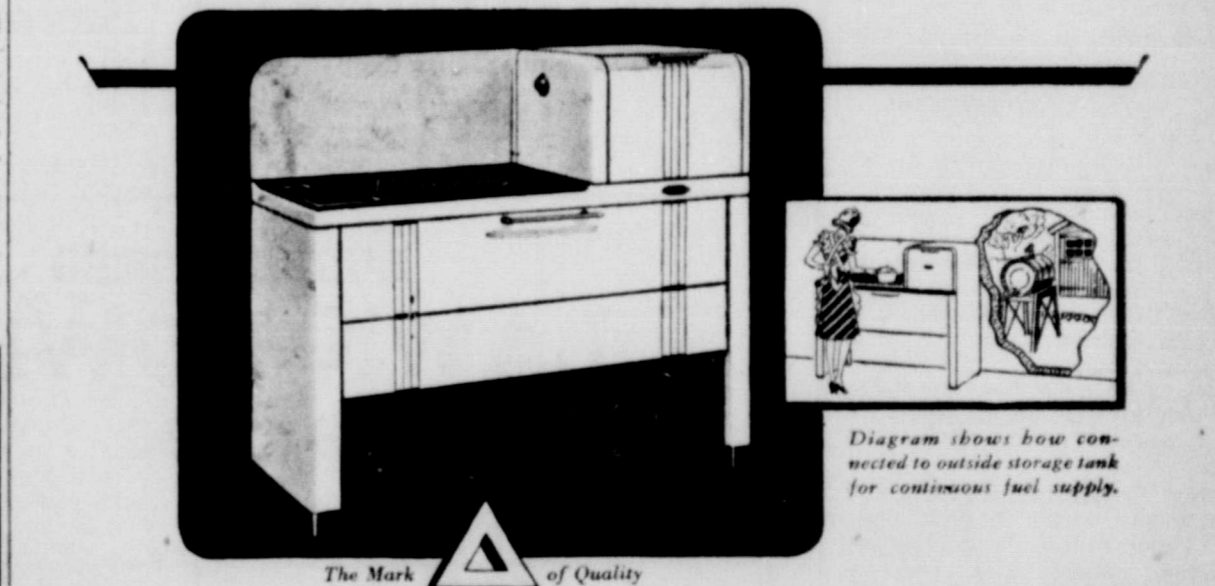 Diagram shows how con-
nected to outside storage tank
for continuous fuel supply.
The Mark of Quality